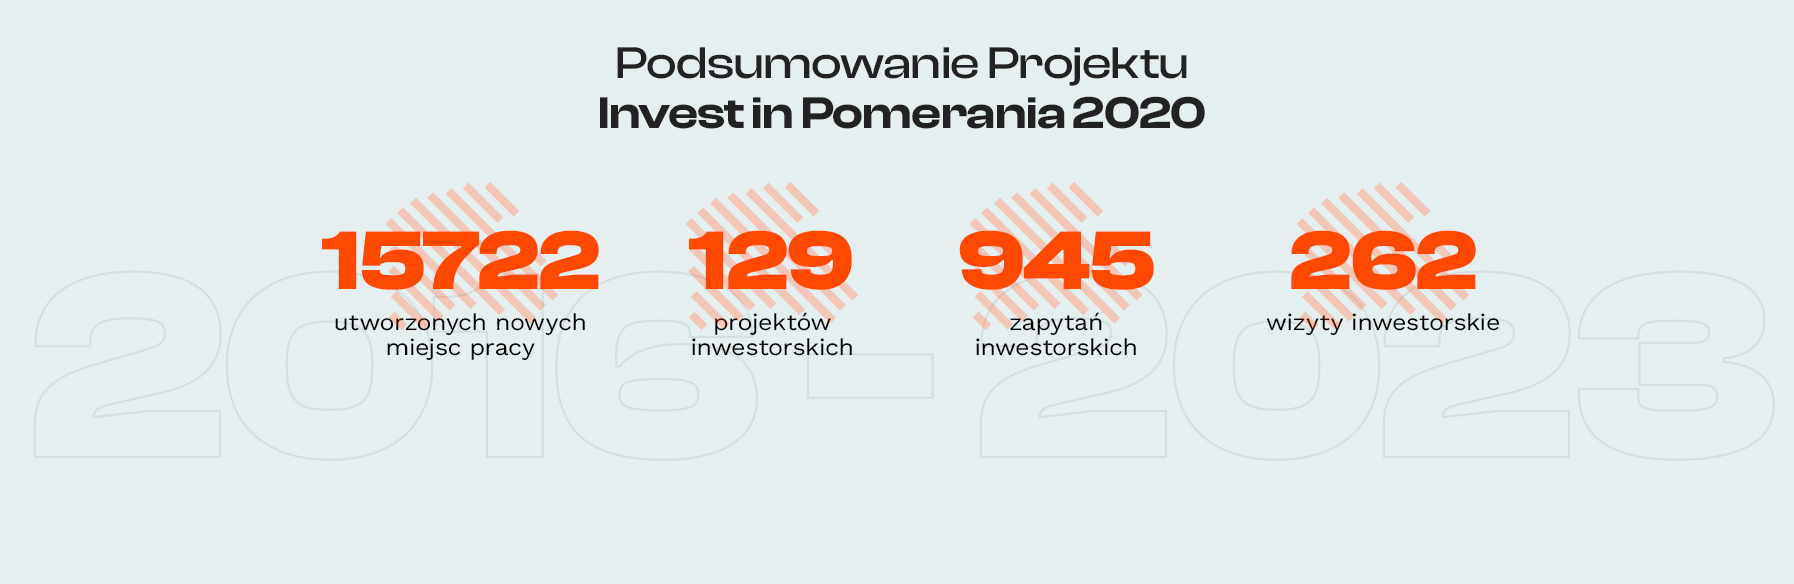 Podsumowanie Projektu
Invest in Pomerania 2020
15722
utworzonych nowych
miejsc pracy
129
projektów
inwestorskich
945
zapytań
inwestorskich
262
wizyty inwestorskie
2016-2023